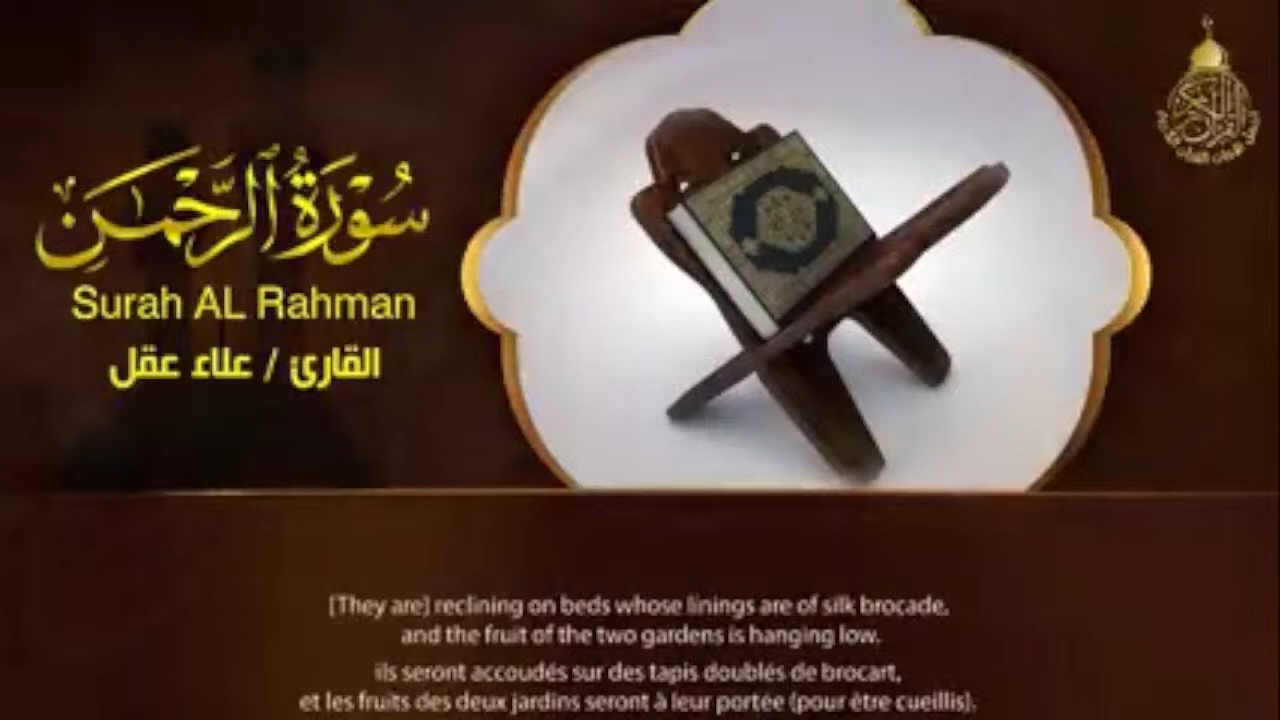 سُورَةُ ٱلرَّحْمَٰنِ
Surah AL Rahman
القارئ / علاء عقل
[They are] reclining on beds whose linings are of silk brocade,
and the fruit of the two gardens is hanging low.
ils seront accoudés sur des tapis doublés de brocart,
et les fruits des deux jardins seront à leur portée (pour être cueillis).